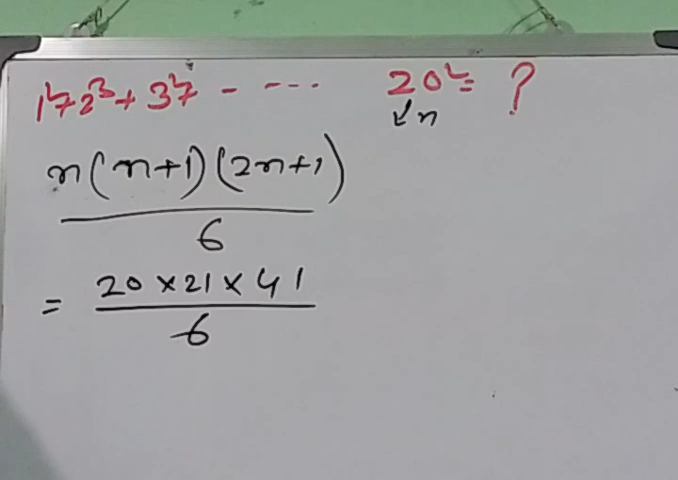 1²+2²+3²+ - - - - - 20² = ?
↙n
n(n+1)(2n+1)
6
= 20 × 21 × 41
6